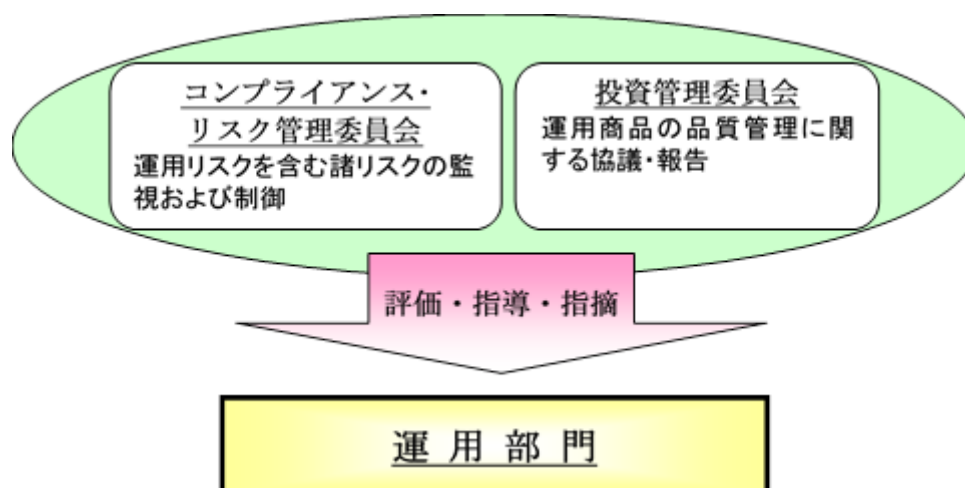 コンプライアンス・
リスク管理委員会
運用リスクを含む諸リスクの監
視および制御
投資管理委員会
運用商品の品質管理に関
する協議・報告
評価・指導・指摘
運用部門